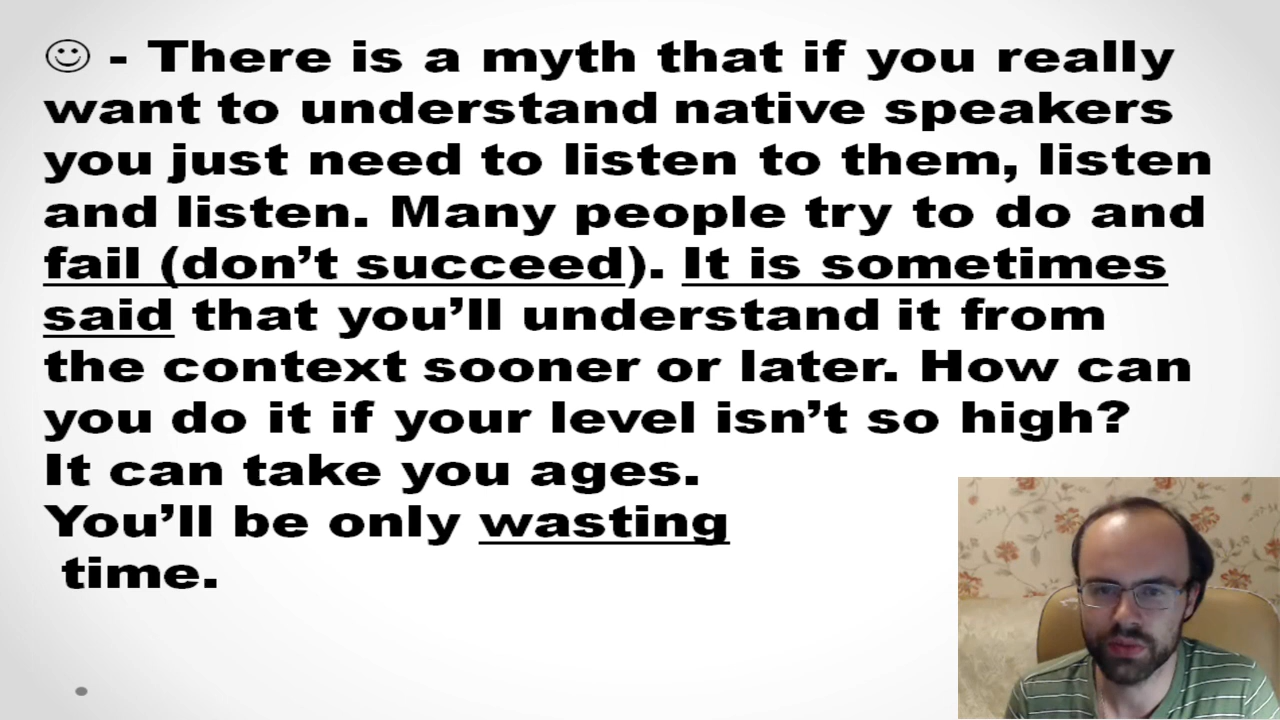 ☺ - There is a myth that if you really
want to understand native speakers
you just need to listen to them, listen
and listen. Many people try to do and
fail (don’t succeed). It is sometimes
said that you’ll understand it from
the context sooner or later. How can
you do it if your level isn’t so high?
It can take you ages.
You’ll be only wasting
time.